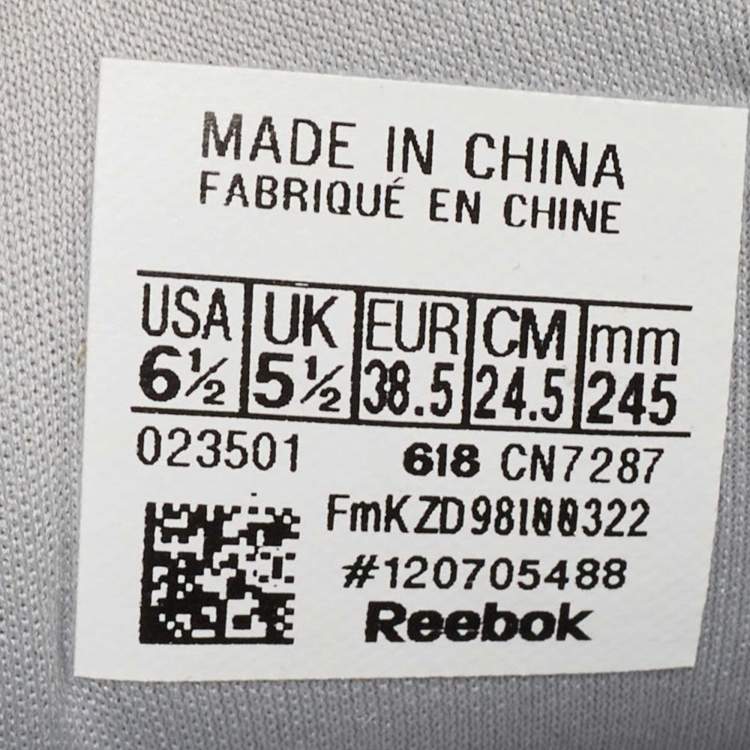 MADE IN CHINA
FABRIQUÉ EN CHINE
USA UK EUR CM mm
6½ 5½ 38.5 24.5 245
023501 618 CN7287
FmKZD98100322
#120705488
Reebok